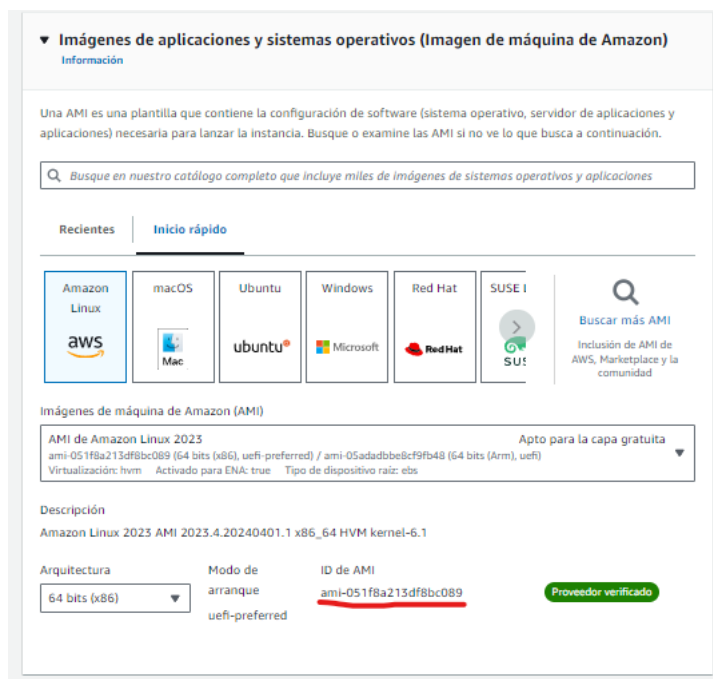 Imágenes de aplicaciones y sistemas operativos (Imagen de máquina de Amazon)
Información
Una AMI es una plantilla que contiene la configuración de software (sistema operativo, servidor de aplicaciones y
aplicaciones) necesaria para lanzar la instancia. Busque o examine las AMI si no ve lo que busca a continuación.
Busque en nuestro catálogo completo que incluye miles de imágenes de sistemas operativos y aplicaciones
Recientes
Inicio rápido
Amazon
Linux
aws
macOS
Mac
Ubuntu
ubuntu
Windows
Microsoft
Red Hat
RedHat
SUSE L
SUS
Buscar más AMI
Inclusión de AMI de
AWS, Marketplace y la
comunidad
Imágenes de máquina de Amazon (AMI)
AMI de Amazon Linux 2023
Apto para la capa gratuita
ami-051f8a213df8bc089 (64 bits (x86), uefi-preferred) / ami-05adadbbe8cf9fb48 (64 bits (Arm), uefi)
Virtualización: hvm Activado para ENA: true Tipo de dispositivo raíz: ebs
Descripción
Amazon Linux 2023 AMI 2023.4.20240401.1 x86_64 HVM kernel-6.1
Arquitectura
64 bits (x86)
Modo de
arranque
uefi-preferred
ID de AMI
ami-051f8a213df8bc089
Proveedor verificado